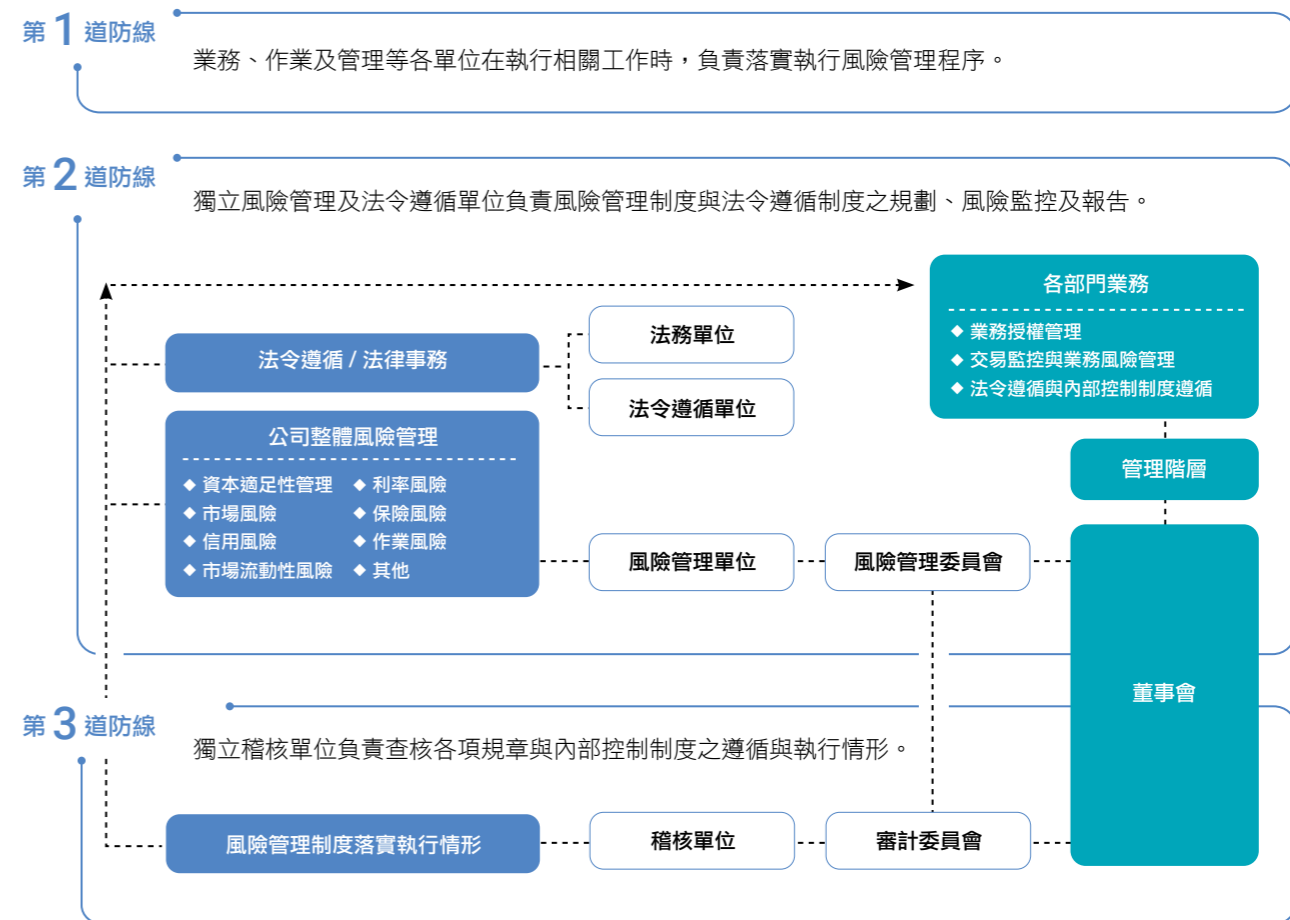 第1道防線
業務、作業及管理等各單位在執行相關工作時，負責落實執行風險管理程序。
第2道防線
獨立風險管理及法令遵循單位負責風險管理制度與法令遵循制度之規劃、風險監控及報告。
各部門業務
◆ 業務授權管理
◆ 交易監控與業務風險管理
◆ 法令遵循與內部控制制度遵循
法令遵循 / 法律事務
法務單位
法令遵循單位
管理階層
公司整體風險管理
◆ 資本適足性管理 ◆ 利率風險
◆ 市場風險 ◆ 保險風險
◆ 信用風險 ◆ 作業風險
◆ 市場流動性風險 ◆ 其他
風險管理單位
風險管理委員會
董事會
第3道防線
獨立稽核單位負責查核各項規章與內部控制制度之遵循與執行情形。
風險管理制度落實執行情形
稽核單位
審計委員會